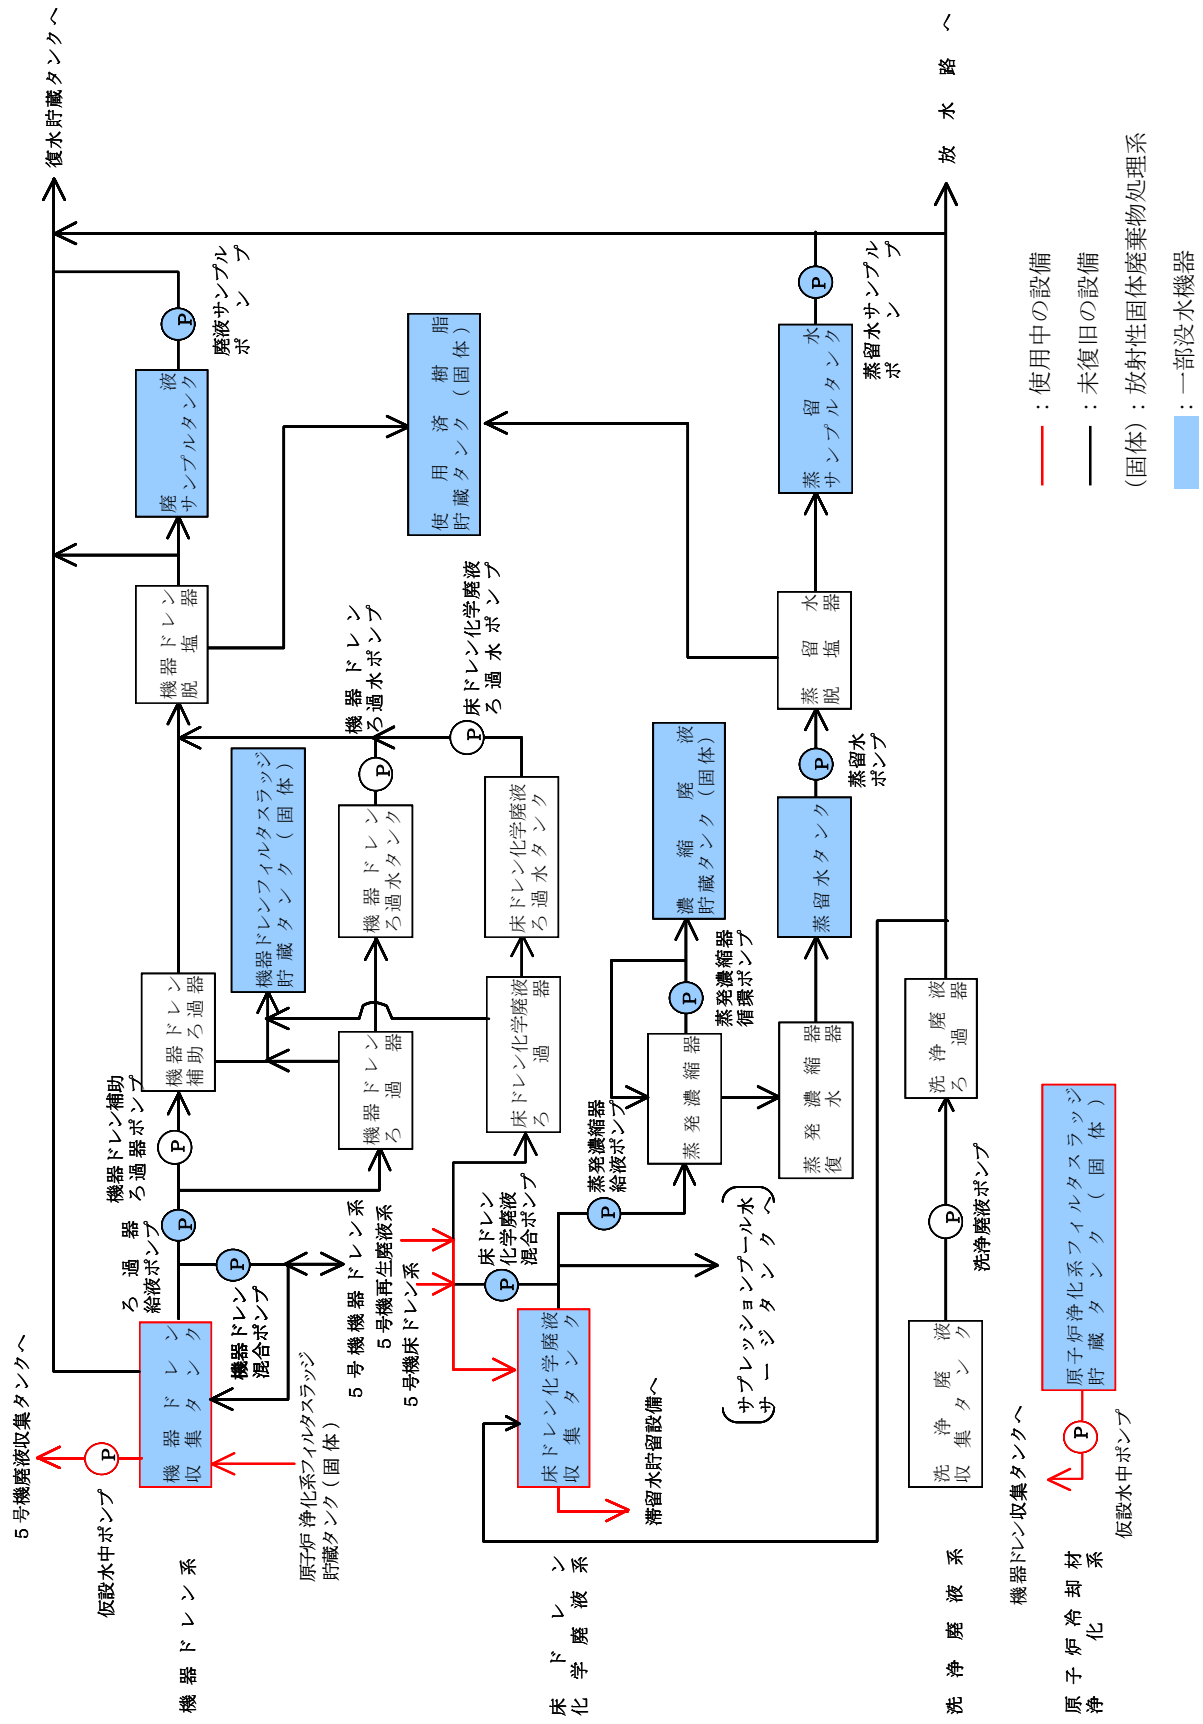 5号機廃液収集タンクへ
復水貯蔵タンクへ
P
仮設水中ポンプ
機器ドレン系
機器ドレン
収集タンク
ろ過器
給液ポンプ
P
機器ドレン補助
ろ過器ポンプ
P
機器ドレン
補助ろ過器
機器ドレン
脱塩器
廃液
サンプルタンク
P
廃液サンプル
ポンプ
P
機器ドレン
混合ポンプ
機器ドレンフィルタスラッジ
貯蔵タンク(固体)
原子炉浄化系フィルタスラッジ
貯蔵タンク(固体)
5号機機器ドレン系
機器ドレン
ろ過器
機器ドレン
ろ過水タンク
P
機器ドレン
ろ過水ポンプ
5号機再生廃液系
5号機床ドレン系
使用済樹脂
貯蔵タンク(固体)
床ドレン
化学廃液系
床ドレン化学廃液
収集タンク
P
床ドレン
化学廃液
混合ポンプ
床ドレン化学廃液
ろ過器
床ドレン化学廃液
ろ過水タンク
P
床ドレン化学廃液
ろ過水ポンプ
滞留水貯留設備へ
P
蒸発濃縮器
給液ポンプ
蒸発濃縮器
P
蒸発濃縮器
循環ポンプ
濃縮廃液
貯蔵タンク(固体)
(サプレッションプール水
サージタンクへ)
蒸発濃縮器
復水器
蒸留水タンク
P
蒸留水
ポンプ
蒸留水
脱塩器
蒸留水
サンプルタンク
P
蒸留水サンプル
ポンプ
洗浄廃液系
洗浄廃液
収集タンク
P
洗浄廃液ポンプ
洗浄廃液
ろ過器
放水路へ
機器ドレン収集タンクへ
原子炉冷却材
浄化系
P
仮設水中ポンプ
原子炉浄化系フィルタスラッジ
貯蔵タンク(固体)
:使用中の設備
:未復旧の設備
(固体):放射性固体廃棄物処理系
:一部没水機器